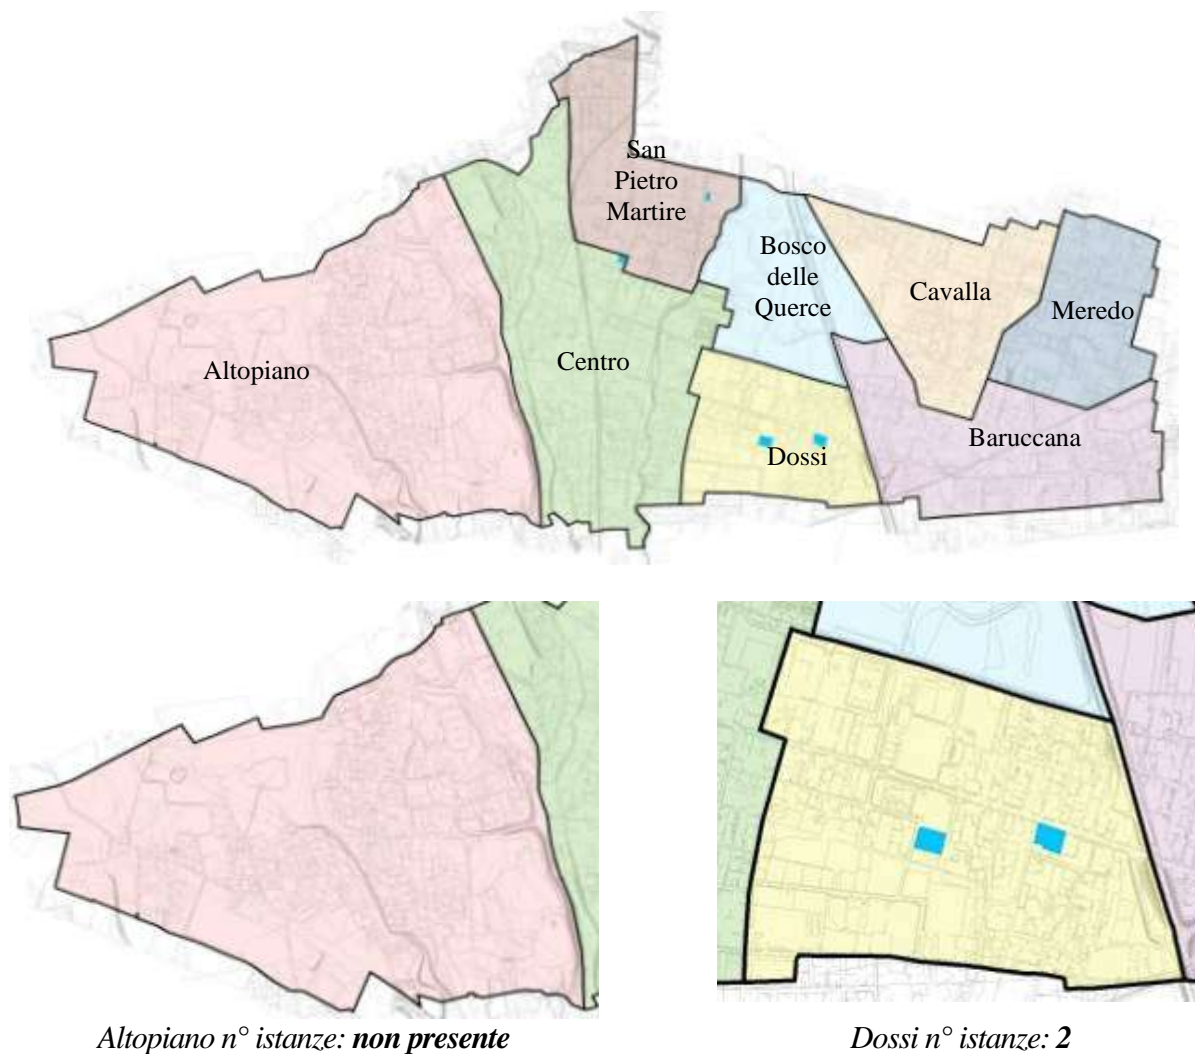 San
Pietro
Martire
Bosco
delle
Querce
Cavalla
Meredo
Altopiano
Centro
Baruccana
Dossi
Altopiano n° istanze: non presente
Dossi n° istanze: 2